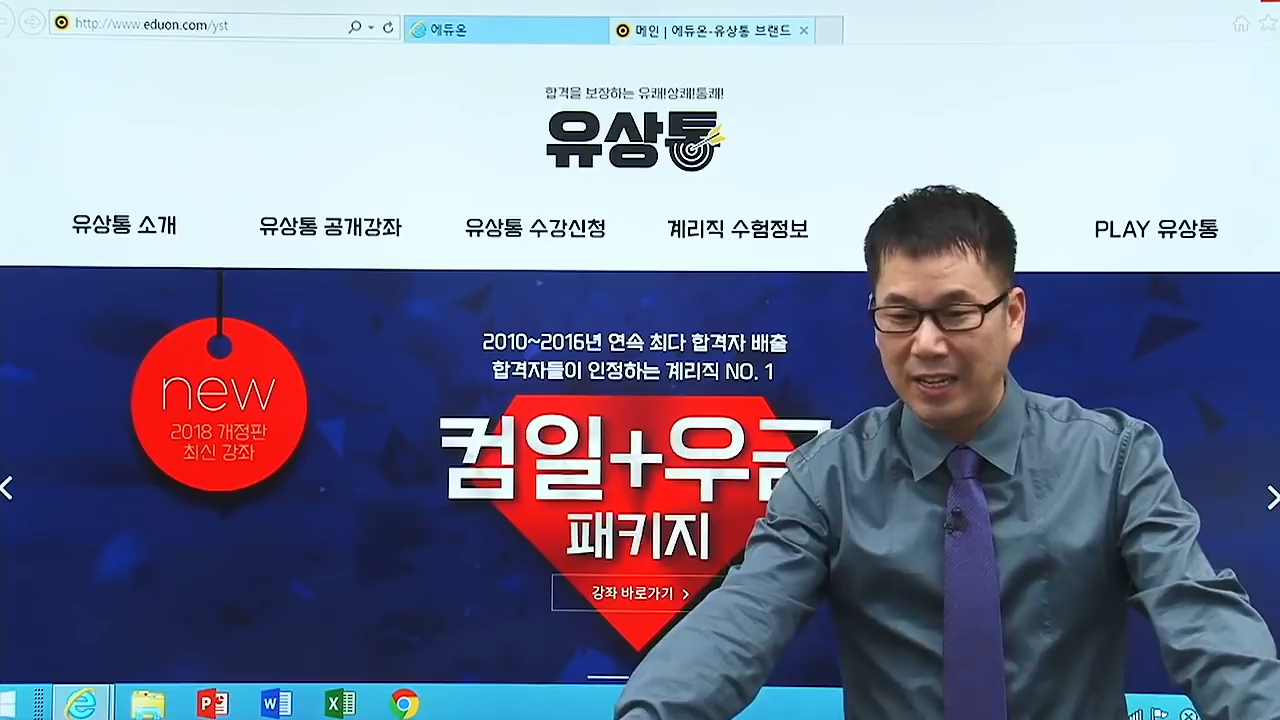 http://www.eduon.com/yst
에듀온
메인 | 에듀온-유상통 브랜드
합격을 보장하는 유쾌!상쾌!통쾌!
유상통
유상통 소개
유상통 공개강좌
유상통 수강신청
계리직 수험정보
PLAY 유상통
2010~2016년 연속 최다 합격자 배출
합격자들이 인정하는 계리직 NO. 1
new
2018 개정판
최신 강좌
컴일+우금
패키지
강좌 바로가기